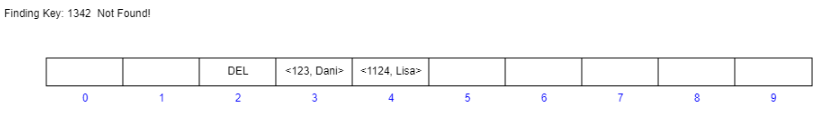 Finding Key: 1342 Not Found!
DEL <123, Dani> <1124, Lisa>
0 1 2 3 4 5 6 7 8 9